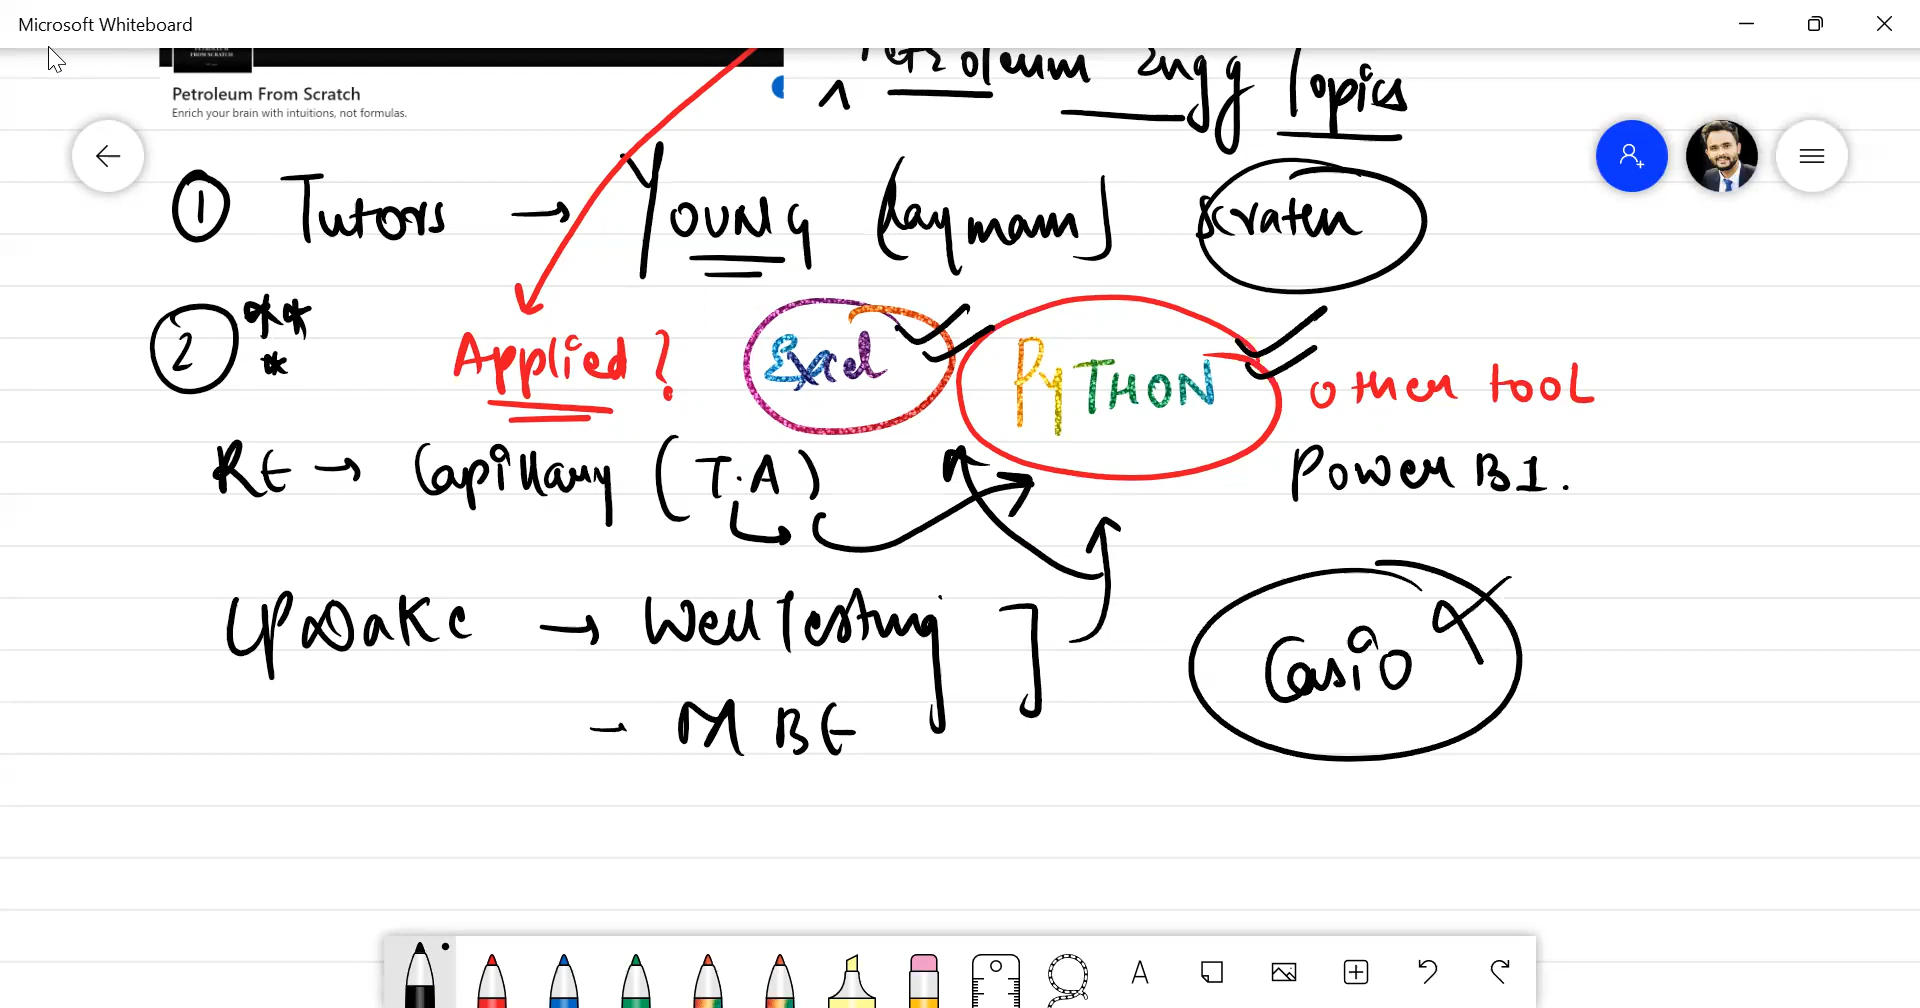 Microsoft Whiteboard
Petroleum Engg Topics
Petroleum From Scratch
Enrich your brain with intuitions, not formulas.
① Tutors → Young [Layman] Scratch
② *** Applied? Excel PYTHON other tool
RE → Capillary (T.A) Power BI.
Update → Well Testing ] Casio
- MBE
A